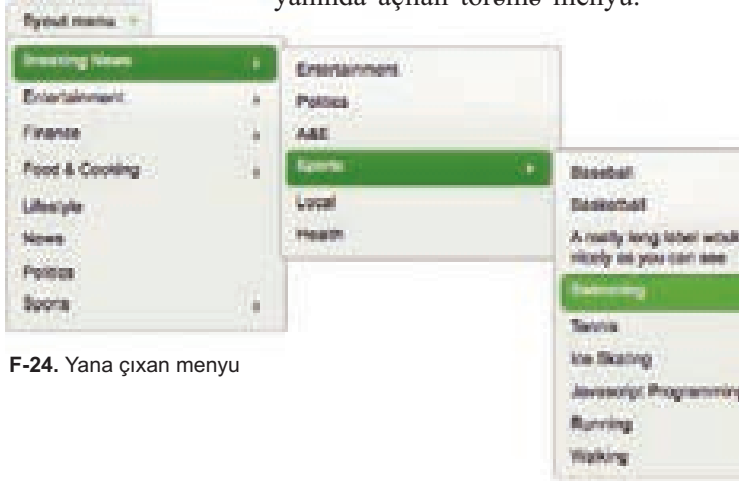 yanında açılan törəmə menyu.
flyout menu
Breaking News
Entertainment
Finance
Food & Cooking
Lifestyle
News
Politics
Sports
Entertainment
Politics
A&E
Sports
Local
Health
Baseball
Basketball
A really long label would
nicely as you can see
Swimming
Tennis
Ice Skating
Javascript Programming
Running
Walking
F-24. Yana çıxan menyu